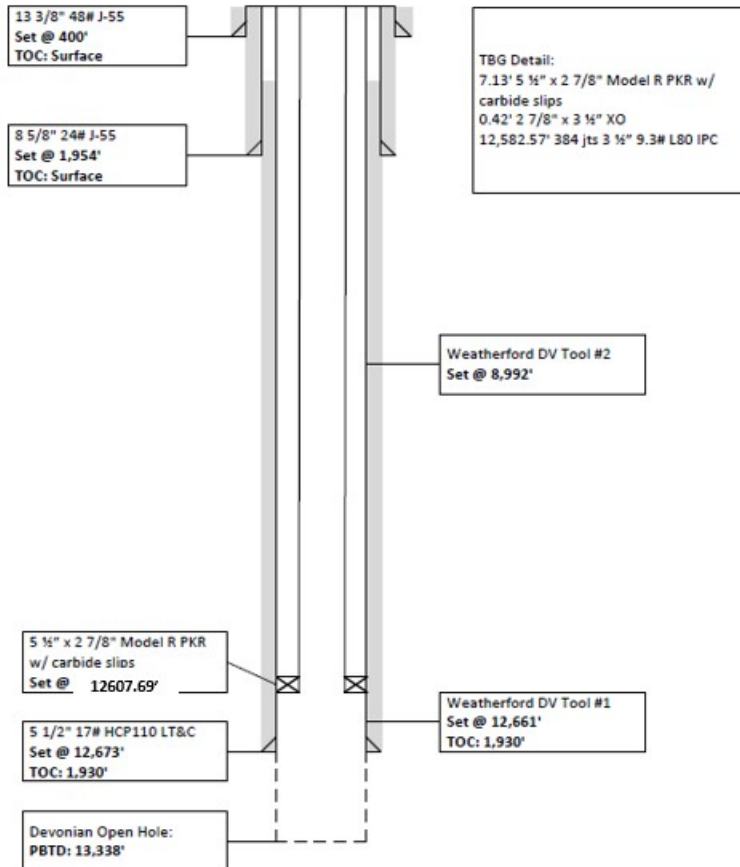 13 3/8" 48# J-55
Set @ 400'
TOC: Surface
8 5/8" 24# J-55
Set @ 1,954'
TOC: Surface
TBG Detail:
7.13' 5 ½" x 2 7/8" Model R PKR w/
carbide slips
0.42' 2 7/8" x 3 ½" XO
12,582.57' 384 jts 3 ½" 9.3# L80 IPC
Weatherford DV Tool #2
Set @ 8,992'
5 ½" x 2 7/8" Model R PKR
w/ carbide slips
Set @ 12607.69'
Weatherford DV Tool #1
Set @ 12,661'
TOC: 1,930'
5 1/2" 17# HCP110 LT&C
Set @ 12,673'
TOC: 1,930'
Devonian Open Hole:
PBTD: 13,338'